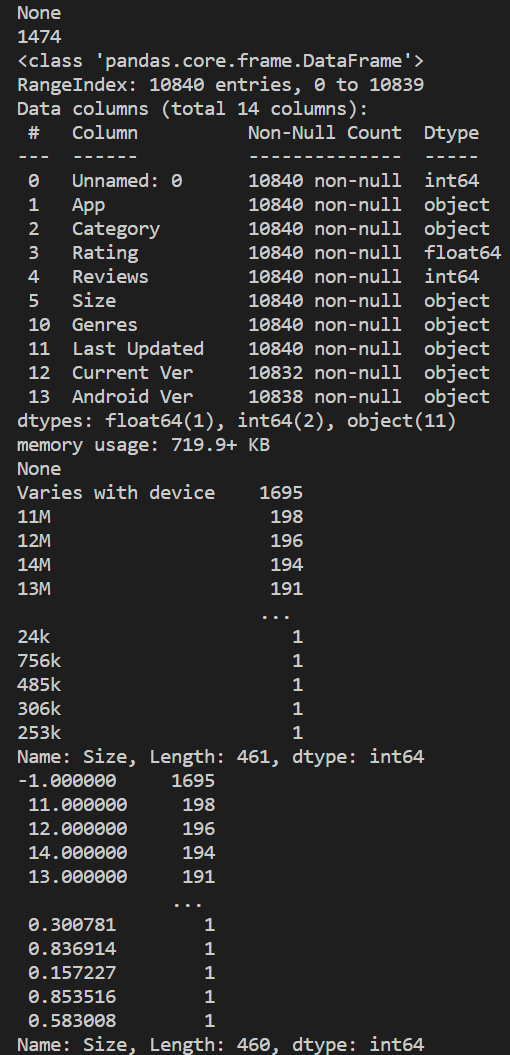 None
1474
<class 'pandas.core.frame.DataFrame'>
RangeIndex: 10840 entries, 0 to 10839
Data columns (total 14 columns):
 #   Column          Non-Null Count  Dtype
---  ------          --------------  -----
 0   Unnamed: 0      10840 non-null  int64
 1   App             10840 non-null  object
 2   Category        10840 non-null  object
 3   Rating          10840 non-null  float64
 4   Reviews         10840 non-null  int64
 5   Size            10840 non-null  object
 10  Genres          10840 non-null  object
 11  Last Updated    10840 non-null  object
 12  Current Ver     10832 non-null  object
 13  Android Ver     10838 non-null  object
dtypes: float64(1), int64(2), object(11)
memory usage: 719.9+ KB
None
Varies with device    1695
11M                    198
12M                    196
14M                    194
13M                    191
                      ...
24k                      1
756k                     1
485k                     1
306k                     1
253k                     1
Name: Size, Length: 461, dtype: int64
-1.000000     1695
 11.000000     198
 12.000000     196
 14.000000     194
 13.000000     191
              ...
 0.300781        1
 0.836914        1
 0.157227        1
 0.853516        1
 0.583008        1
Name: Size, Length: 460, dtype: int64